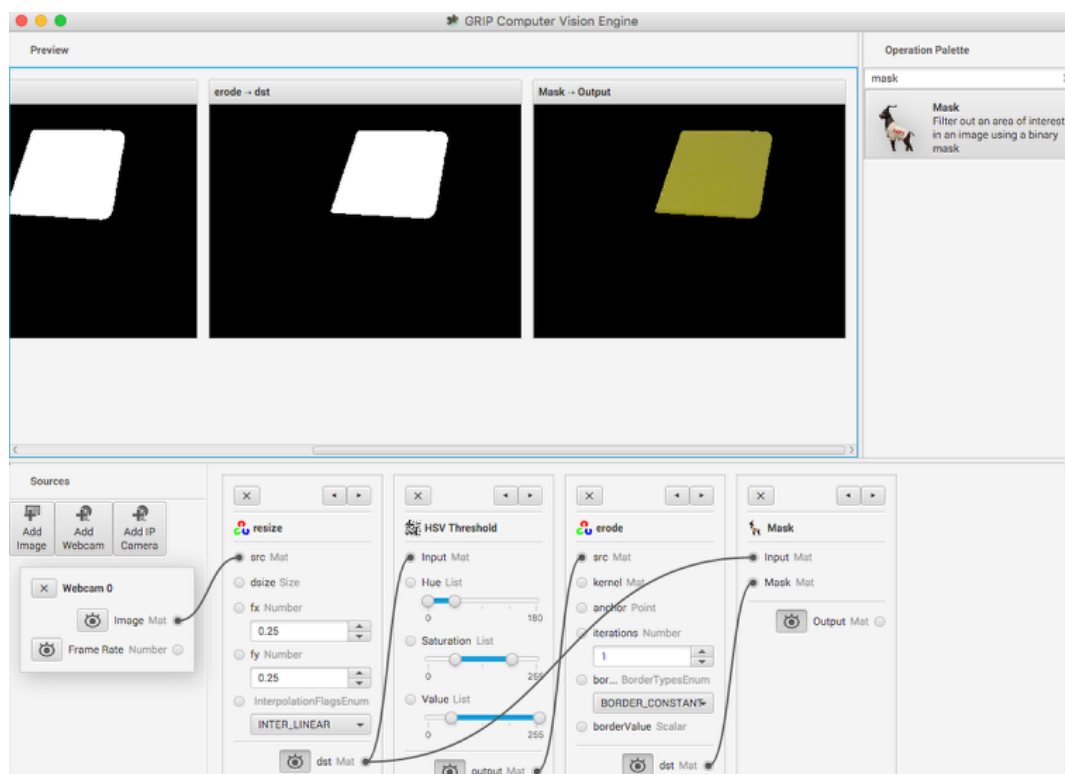 GRIP Computer Vision Engine
Preview
Operation Palette
erode → dst
Mask → Output
mask
Mask
Filter out an area of interest
in an image using a binary
mask
Sources
Add
Image
Add
Webcam
Add IP
Camera
Webcam 0
Image Mat
Frame Rate Number
resize
src Mat
dsize Size
fx Number
0.25
fy Number
0.25
InterpolationFlagsEnum
INTER_LINEAR
dst Mat
HSV Threshold
Input Mat
Hue List
0 180
Saturation List
0 255
Value List
0 255
output Mat
erode
src Mat
kernel Mat
anchor Point
iterations Number
1
bor... BorderTypesEnum
BORDER_CONSTANT
borderValue Scalar
dst Mat
Mask
Input Mat
Mask Mat
Output Mat